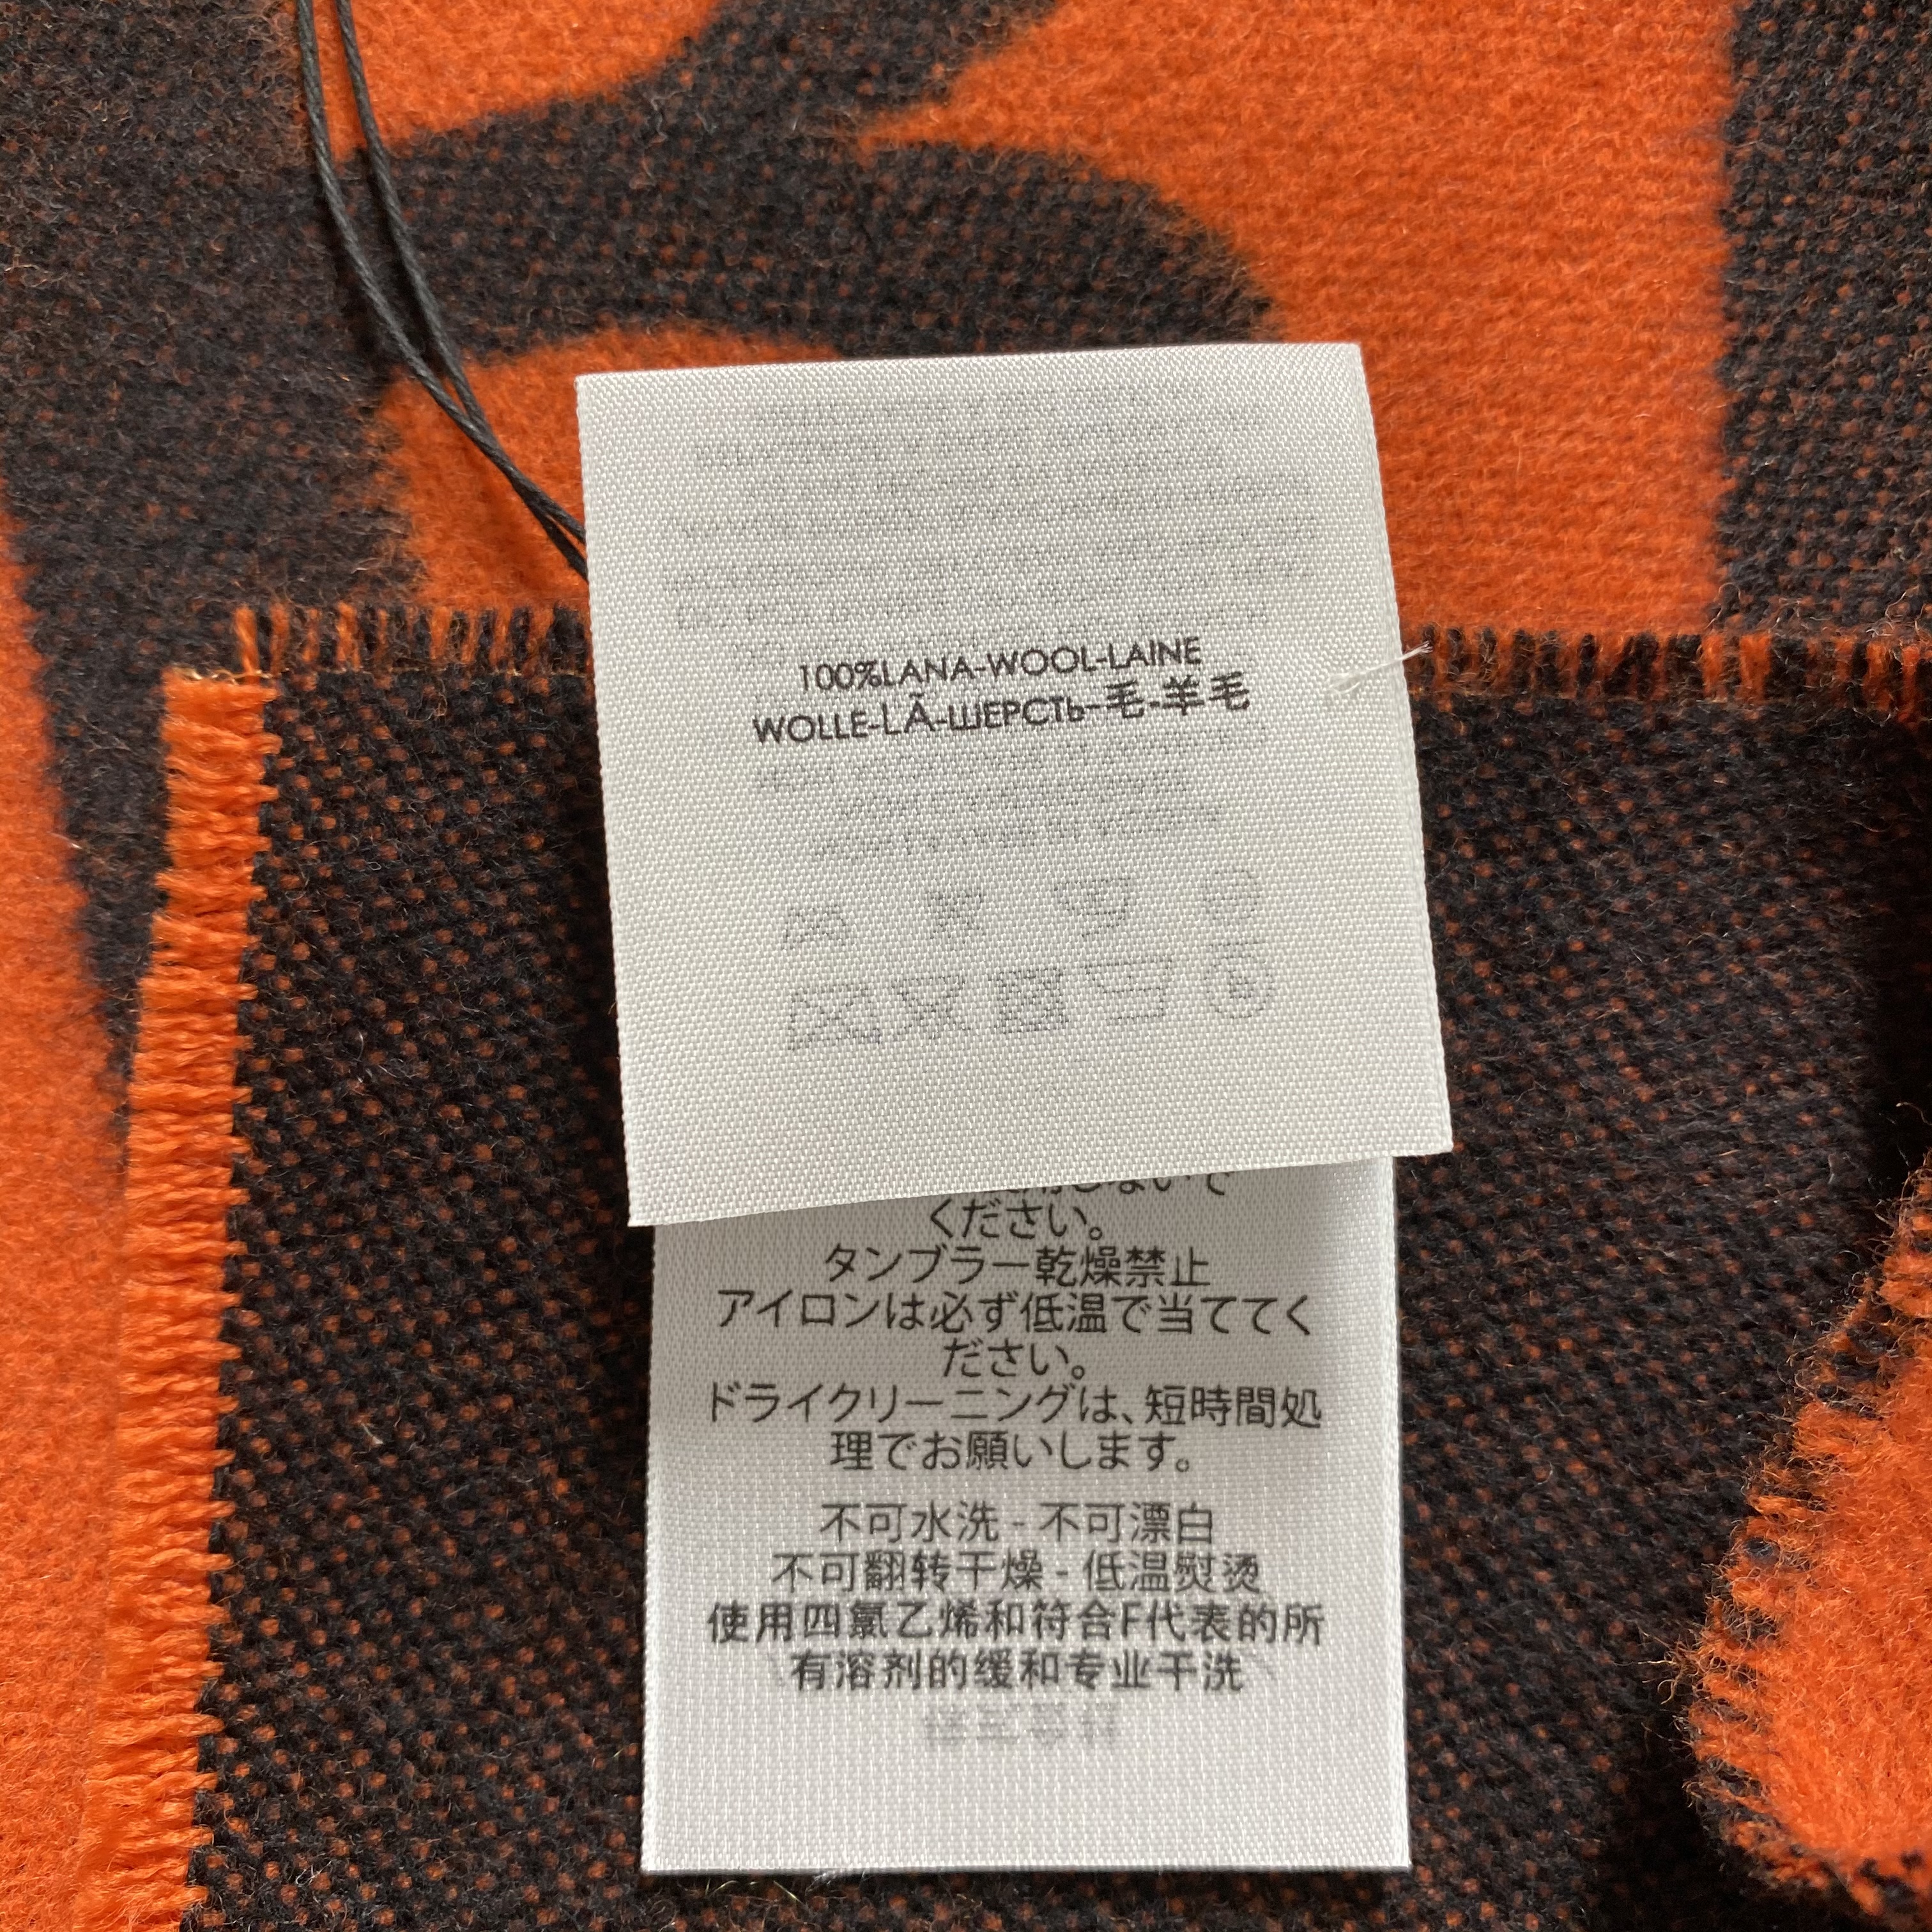 100%LANA-WOOL-LAINE
WOLLE-LÃ-ШЕРСТЬ-毛-羊毛
しないで
ください。
タンブラー乾燥禁止
アイロンは必ず低温で当ててく
ださい。
ドライクリーニングは、短時間処
理でお願いします。
不可水洗 - 不可漂白
不可翻转干燥 - 低温熨烫
使用四氯乙烯和符合F代表的所
有溶剂的缓和专业干洗